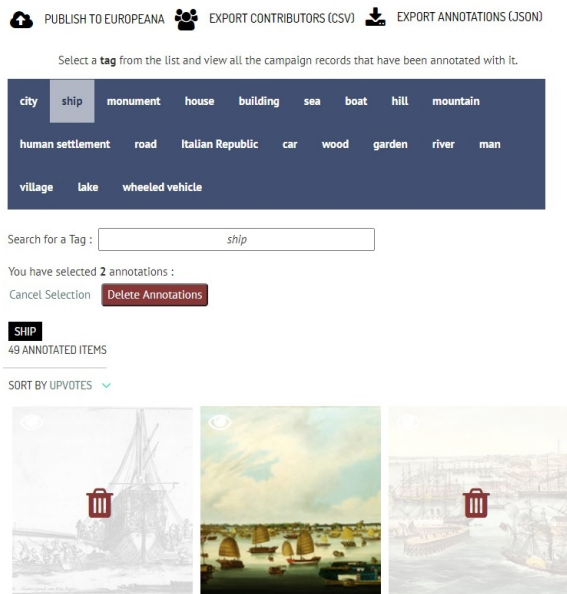 PUBLISH TO EUROPEANA EXPORT CONTRIBUTORS (CSV) EXPORT ANNOTATIONS (JSON)
Select a tag from the list and view all the campaign records that have been annotated with it.
city ship monument house building sea boat hill mountain
human settlement road Italian Republic car wood garden river man
village lake wheeled vehicle
Search for a Tag : ship
You have selected 2 annotations :
Cancel Selection Delete Annotations
SHIP
49 ANNOTATED ITEMS
SORT BY UPVOTES